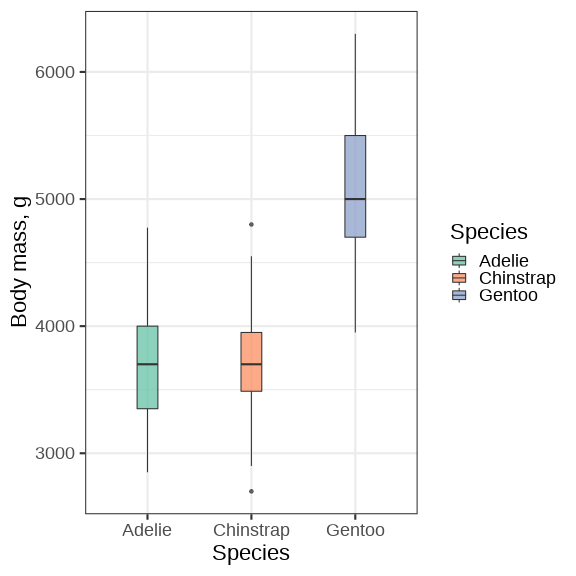 Body mass, g
6000
5000
4000
3000
Adelie Chinstrap Gentoo
Species
Species
Adelie
Chinstrap
Gentoo